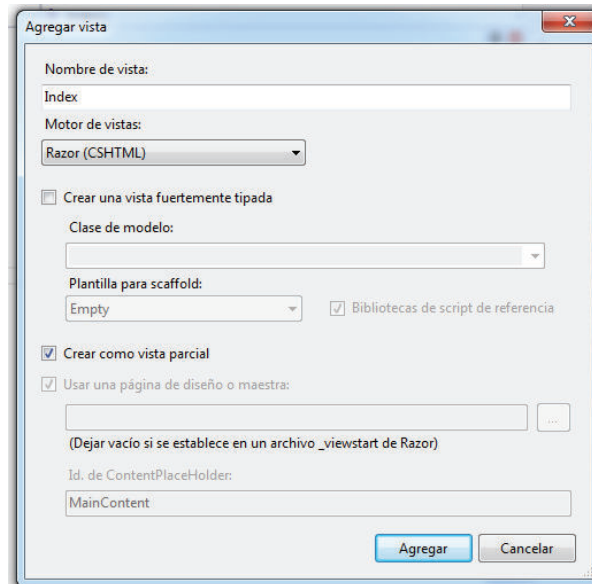 Agregar vista
Nombre de vista:
Index
Motor de vistas:
Razor (CSHTML)
Crear una vista fuertemente tipada
Clase de modelo:
Plantilla para scaffold:
Empty
Bibliotecas de script de referencia
Crear como vista parcial
Usar una página de diseño o maestra:
...
(Dejar vacío si se establece en un archivo _viewstart de Razor)
Id. de ContentPlaceHolder:
MainContent
Agregar
Cancelar